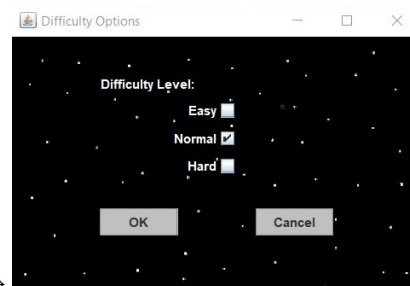 Difficulty Options
Difficulty Level:
Easy
Normal
Hard
OK Cancel